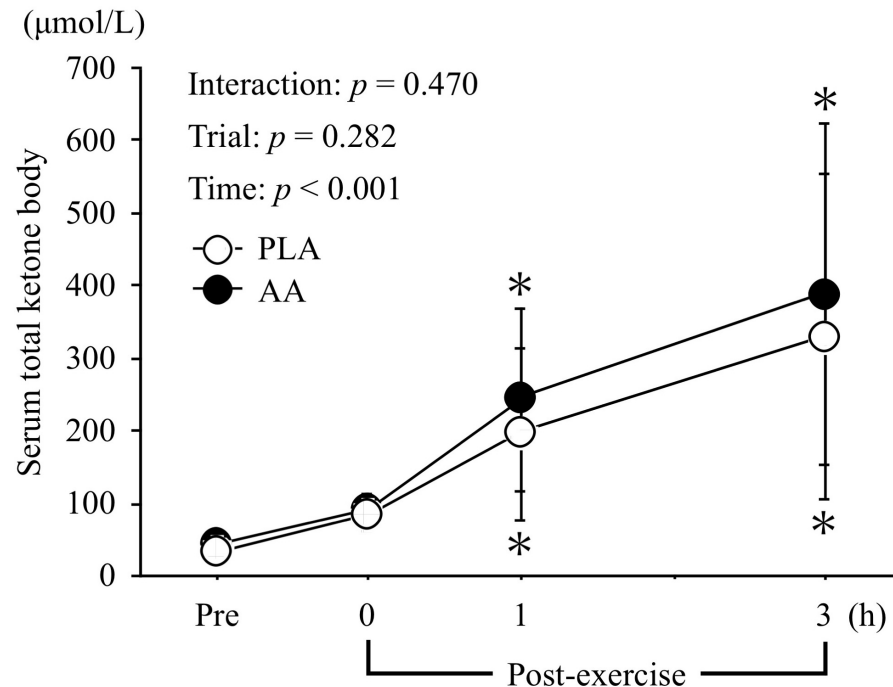 (μmol/L)
700
600
500
400
300
200
100
0
Serum total ketone body
Interaction: p = 0.470
Trial: p = 0.282
Time: p < 0.001
PLA
AA
*
*
*
*
Pre 0 1 3 (h)
Post-exercise